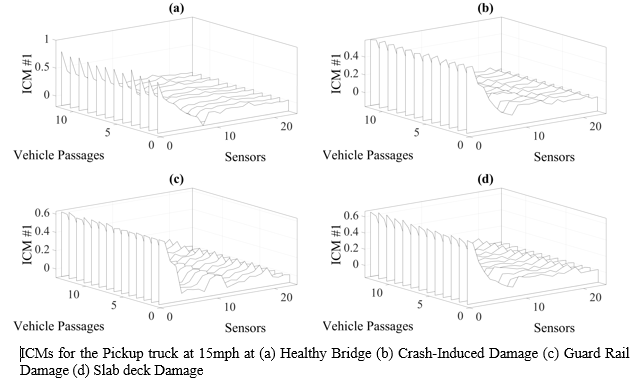 (a)
1
0.5
0
ICM #1
10
5
0
0
10
20
Vehicle Passages
Sensors
(b)
0.4
0.2
0
ICM #1
10
5
0
0
10
20
Vehicle Passages
Sensors
(c)
0.6
0.4
0.2
0
ICM #1
10
5
0
0
10
20
Vehicle Passages
Sensors
(d)
0.6
0.4
0.2
0
ICM #1
10
5
0
0
10
20
Vehicle Passages
Sensors
ICMs for the Pickup truck at 15mph at (a) Healthy Bridge (b) Crash-Induced Damage (c) Guard Rail
Damage (d) Slab deck Damage